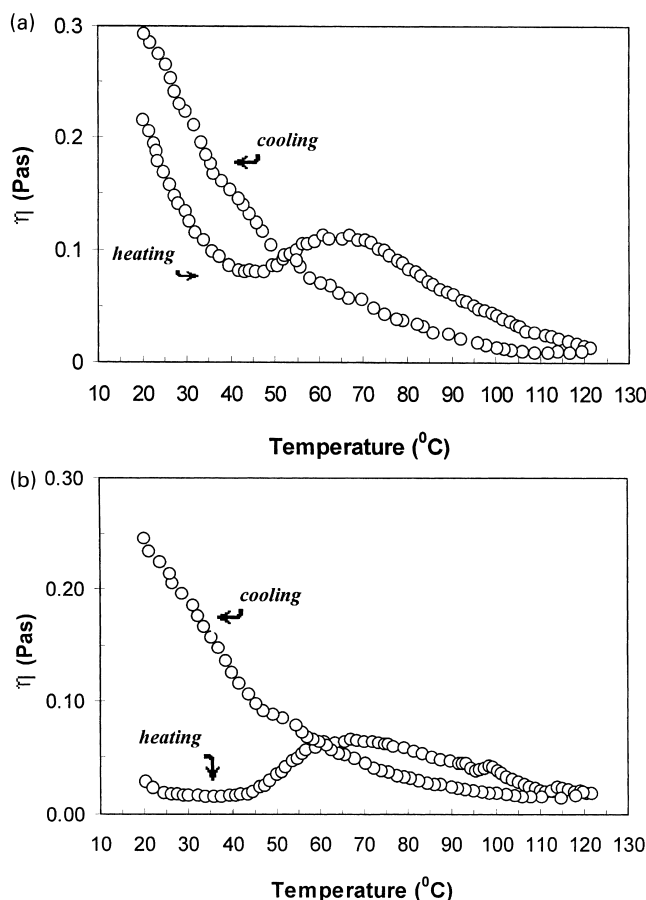 (a)
0.3
0.2
0.1
0
η (Pas)
cooling
heating
10 20 30 40 50 60 70 80 90 100 110 120 130
Temperature (⁰C)
(b)
0.30
0.20
0.10
0.00
η (Pas)
cooling
heating
10 20 30 40 50 60 70 80 90 100 110 120 130
Temperature (⁰C)